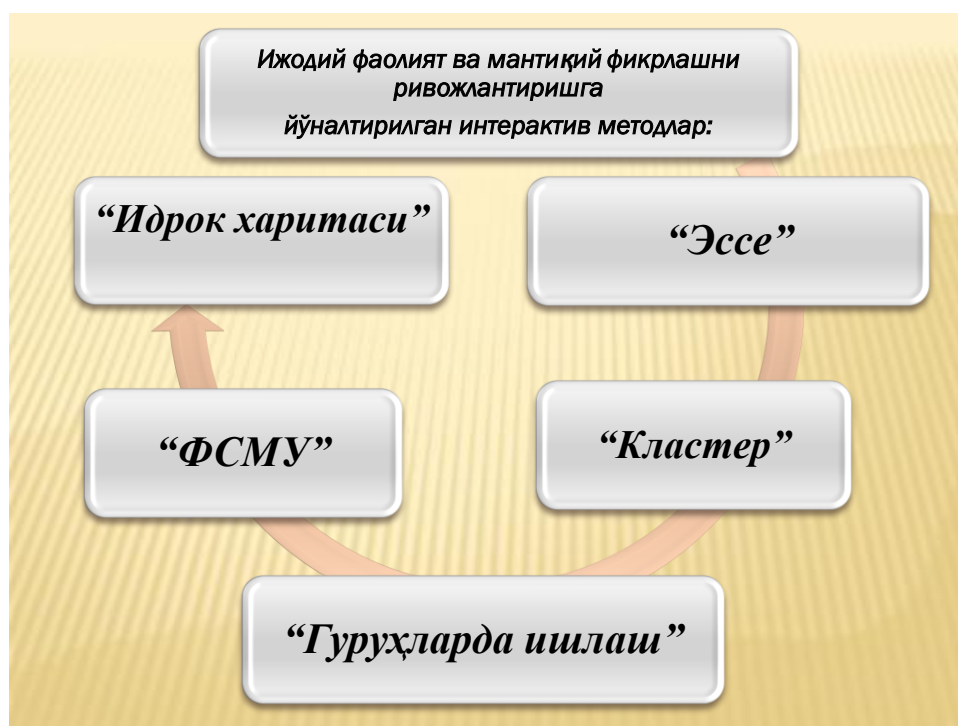 Ижодий фаолият ва мантиқий фикрлашни
ривожлантиришга
йўналтирилган интерактив методлар:
“Идрок харитаси”
“Эссе”
“ФСМУ”
“Кластер”
“Гуруҳларда ишлаш”